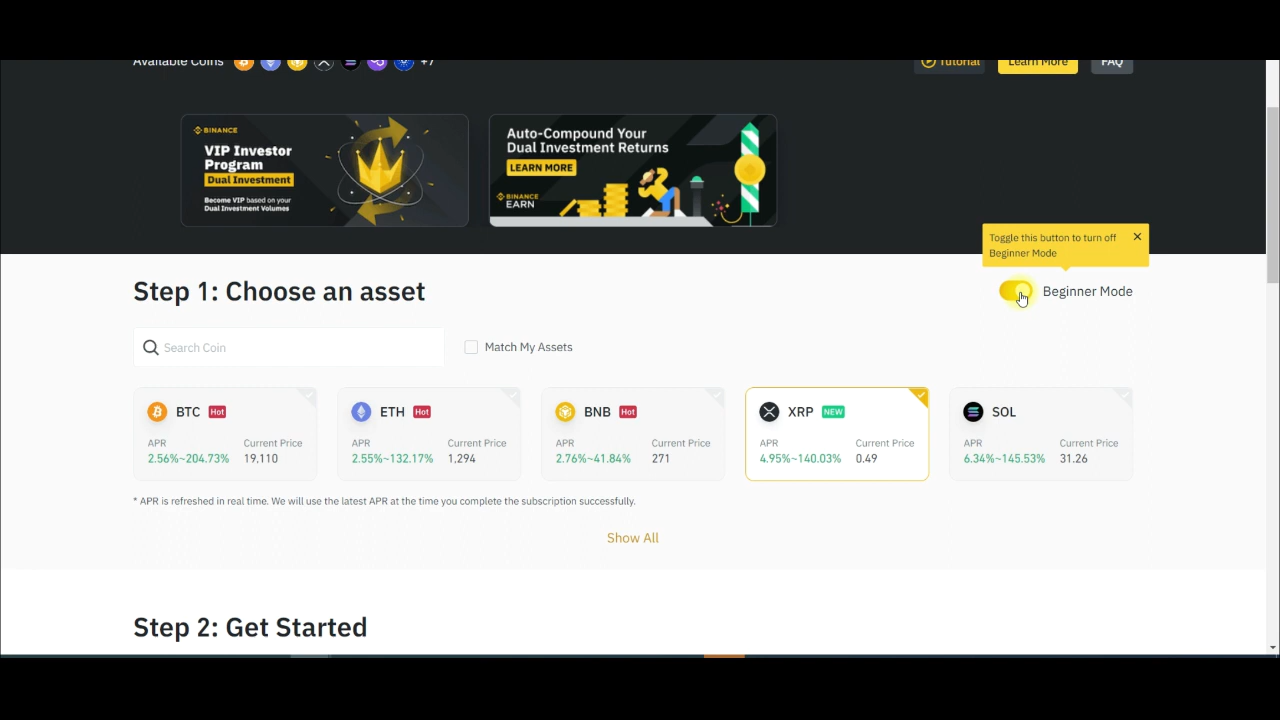 Available Coins +7 Tutorial Learn More FAQ
BINANCE
VIP Investor
Program
Dual Investment
Become VIP based on your
Dual Investment Volumes
Auto-Compound Your
Dual Investment Returns
LEARN MORE
BINANCE
EARN
Toggle this button to turn off
Beginner Mode
Step 1: Choose an asset
Beginner Mode
Search Coin
Match My Assets
BTC Hot
APR Current Price
2.56%~204.73% 19,110
ETH Hot
APR Current Price
2.55%~132.17% 1,294
BNB Hot
APR Current Price
2.76%~41.84% 271
XRP NEW
APR Current Price
4.95%~140.03% 0.49
SOL
APR Current Price
6.34%~145.53% 31.26
* APR is refreshed in real time. We will use the latest APR at the time you complete the subscription successfully.
Show All
Step 2: Get Started